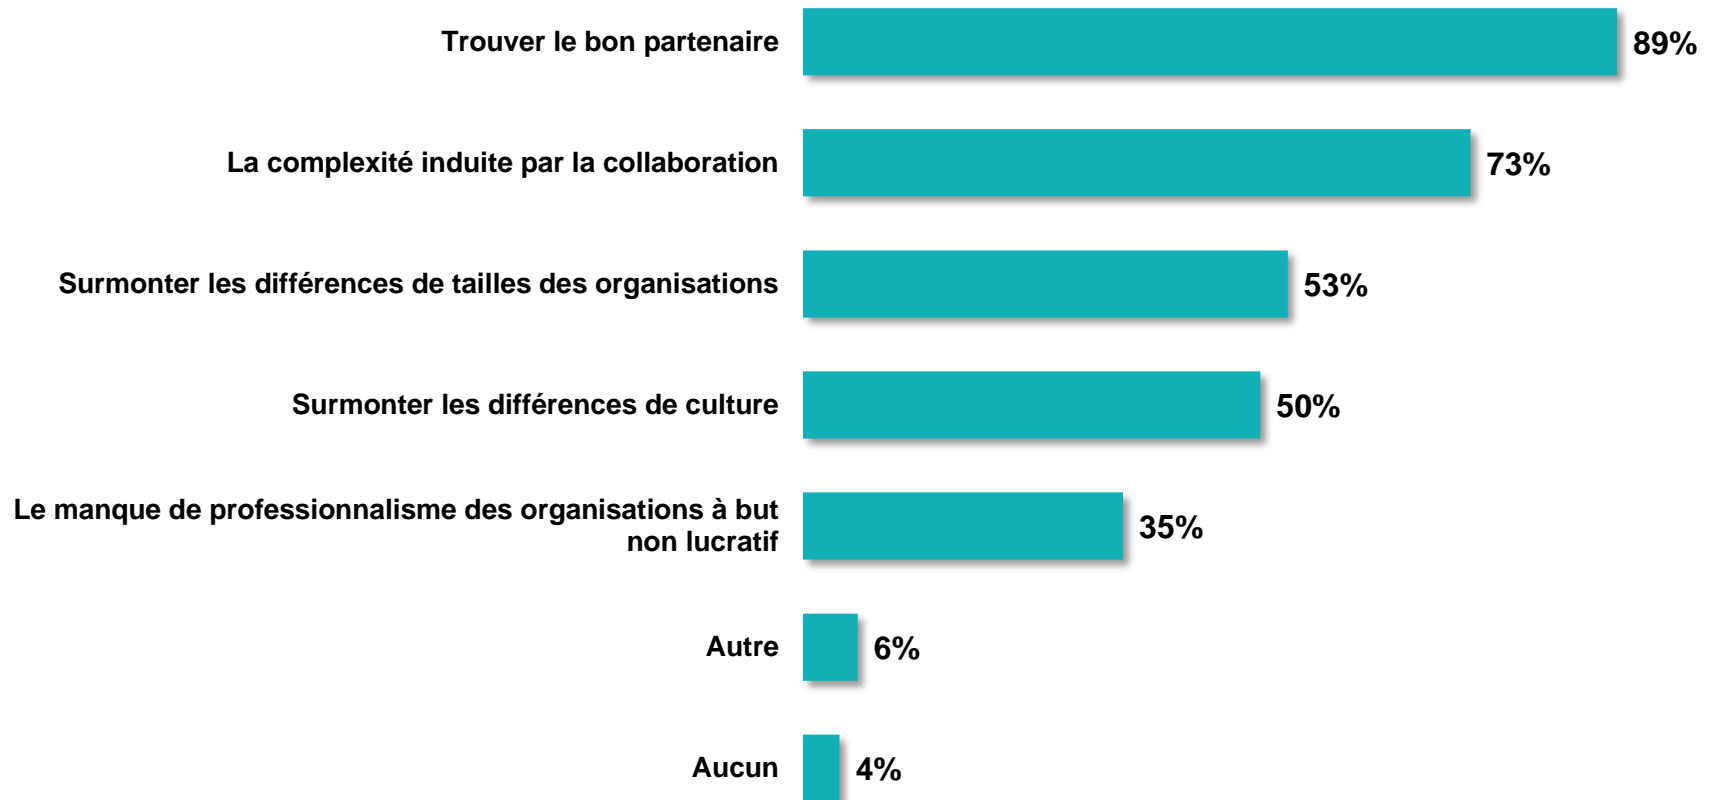 Trouver le bon partenaire 89%
La complexité induite par la collaboration 73%
Surmonter les différences de tailles des organisations 53%
Surmonter les différences de culture 50%
Le manque de professionnalisme des organisations à but
non lucratif 35%
Autre 6%
Aucun 4%